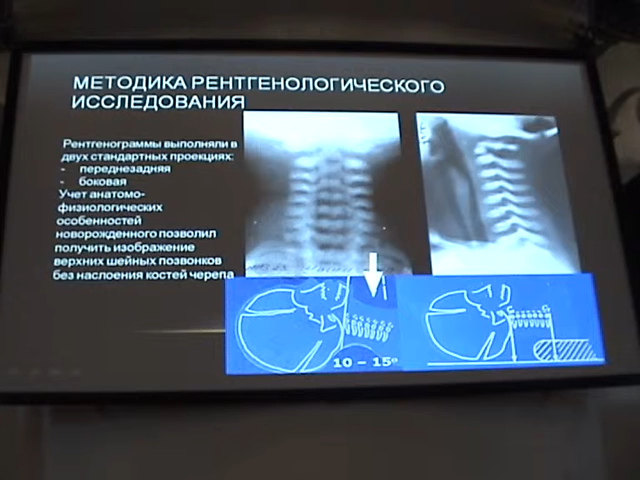 МЕТОДИКА РЕНТГЕНОЛОГИЧЕСКОГО
ИССЛЕДОВАНИЯ
Рентгенограммы выполняли в
двух стандартных проекциях:
- переднезадняя
- боковая
Учет анатомо-
физиологических
особенностей
новорожденного позволил
получить изображение
верхних шейных позвонков
без наслоения костей черепа
10 – 15º